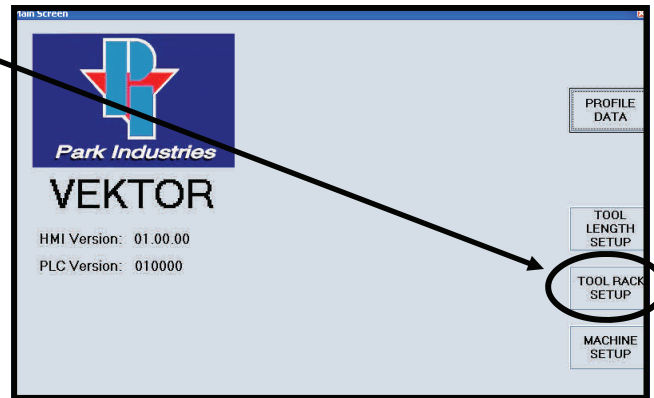 Main Screen
Park Industries
VEKTOR
HMI Version: 01.00.00
PLC Version: 010000
PROFILE
DATA
TOOL
LENGTH
SETUP
TOOL RACK
SETUP
MACHINE
SETUP